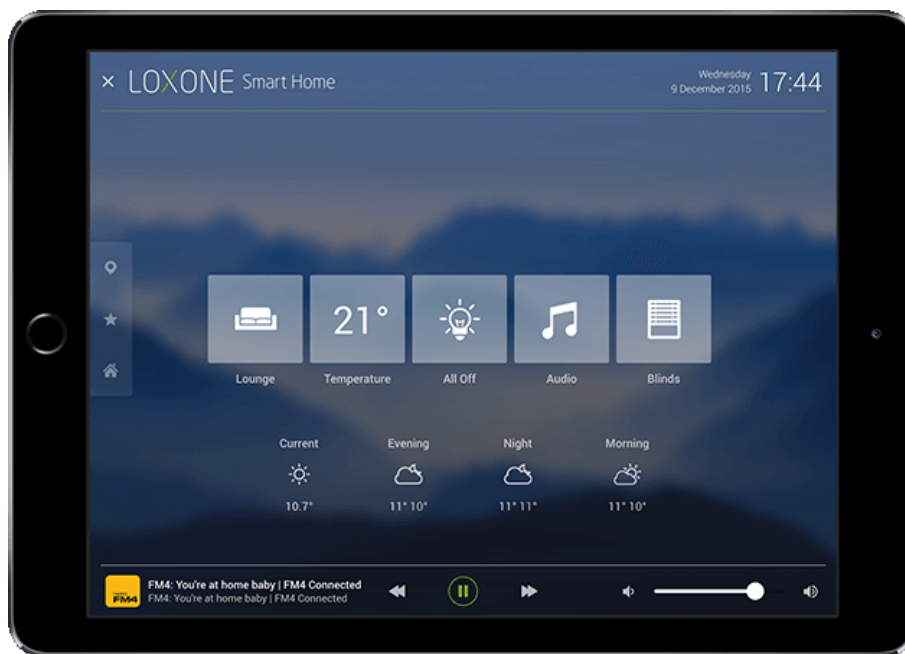 LOXONE Smart Home
Wednesday
9 December 2015
17:44
21°
Lounge
Temperature
All Off
Audio
Blinds
Current
Evening
Night
Morning
10.7°
11° 10°
11° 11°
11° 10°
FM4: You're at home baby | FM4 Connected
FM4: You're at home baby | FM4 Connected
FM4